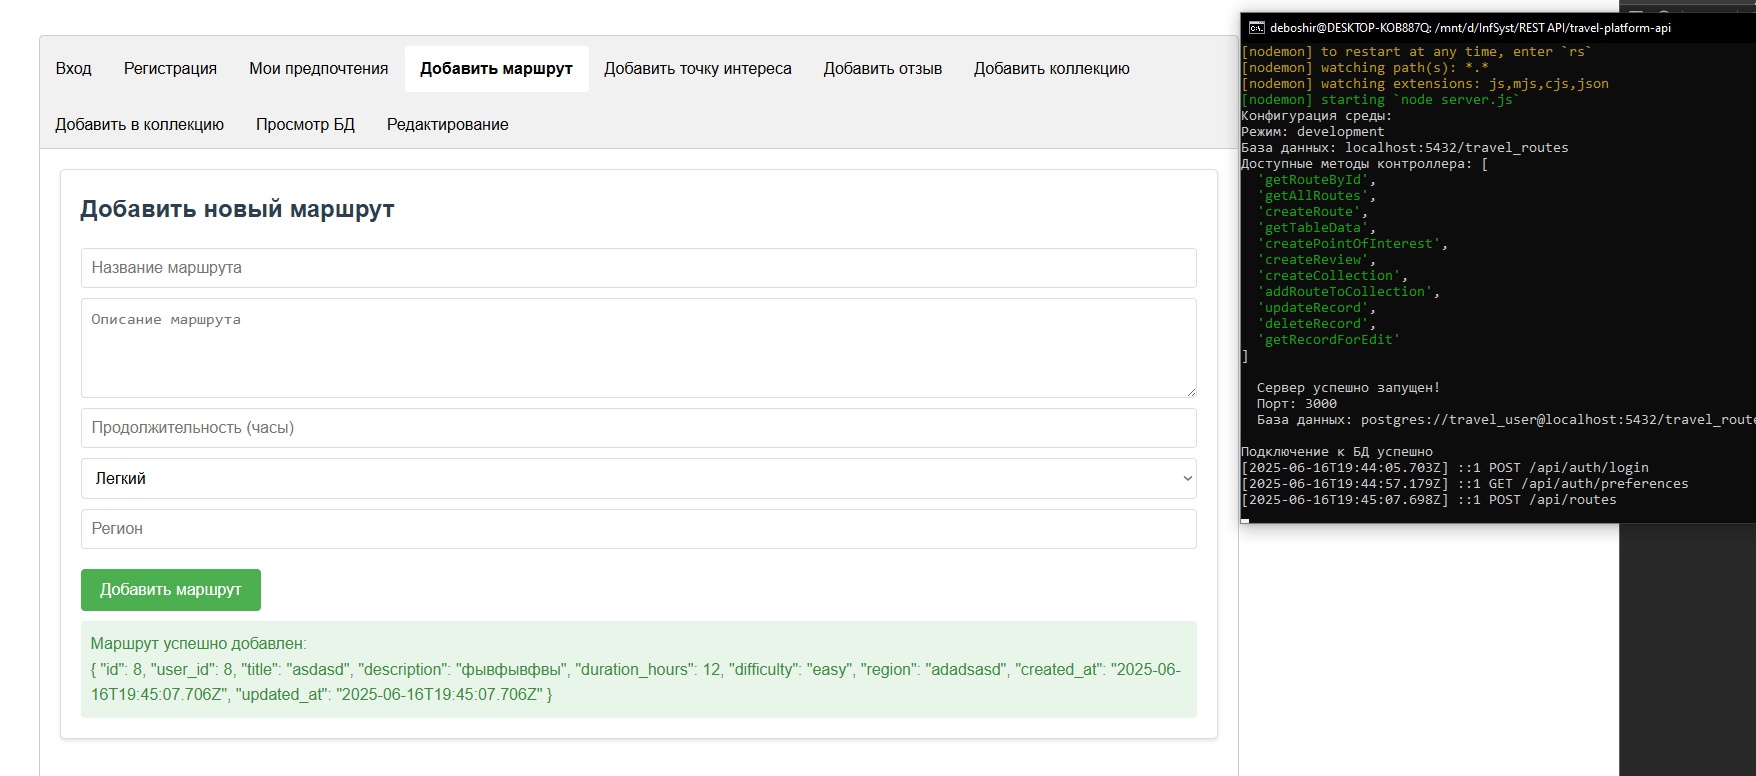 Вход Регистрация Мои предпочтения Добавить маршрут Добавить точку интереса Добавить отзыв Добавить коллекцию
Добавить в коллекцию Просмотр БД Редактирование
Добавить новый маршрут
Название маршрута
Описание маршрута
Продолжительность (часы)
Легкий
Регион
Добавить маршрут
Маршрут успешно добавлен:
{ "id": 8, "user_id": 8, "title": "asdasd", "description": "фывфывфвы", "duration_hours": 12, "difficulty": "easy", "region": "adadsasd", "created_at": "2025-06-
16T19:45:07.706Z", "updated_at": "2025-06-16T19:45:07.706Z" }
deboshir@DESKTOP-KOB887Q: /mnt/d/InfSyst/REST API/travel-platform-api
[nodemon] to restart at any time, enter `rs`
[nodemon] watching path(s): *.*
[nodemon] watching extensions: js,mjs,cjs,json
[nodemon] starting `node server.js`
Конфигурация среды:
Режим: development
База данных: localhost:5432/travel_routes
Доступные методы контроллера: [
'getRouteById',
'getAllRoutes',
'createRoute',
'getTableData',
'createPointOfInterest',
'createReview',
'createCollection',
'addRouteToCollection',
'updateRecord',
'deleteRecord',
'getRecordForEdit'
]
Сервер успешно запущен!
Порт: 3000
База данных: postgres://travel_user@localhost:5432/travel_route
Подключение к БД успешно
[2025-06-16T19:44:05.703Z] ::1 POST /api/auth/login
[2025-06-16T19:44:57.179Z] ::1 GET /api/auth/preferences
[2025-06-16T19:45:07.698Z] ::1 POST /api/routes